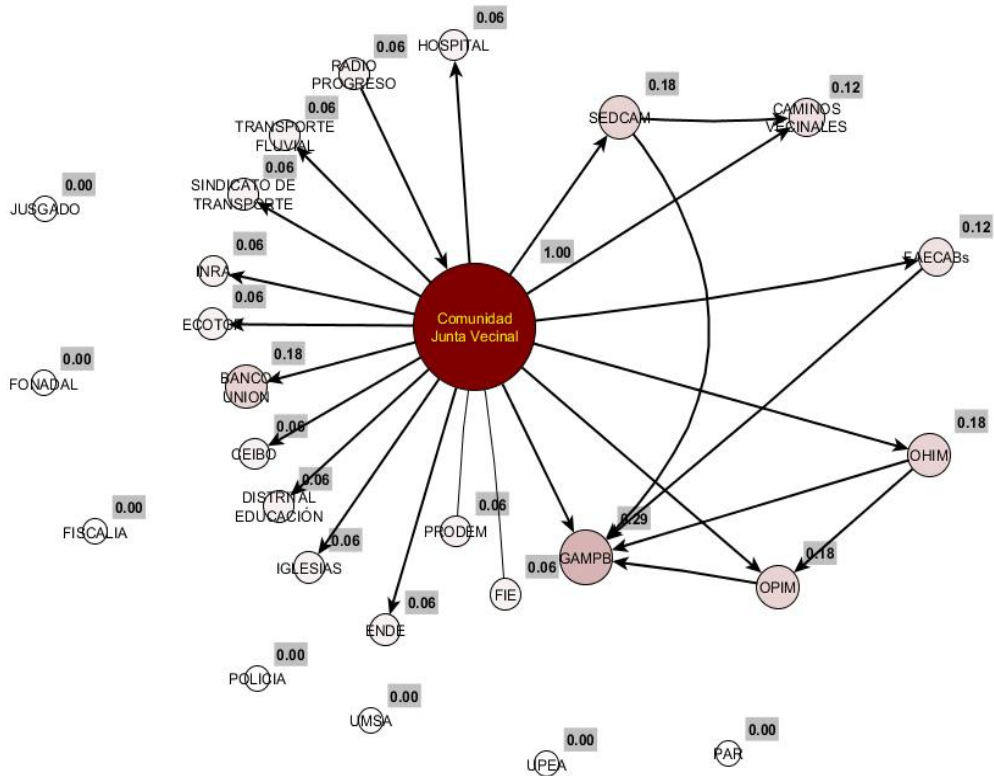 0.06
HOSPITAL
0.06
RADIO
PROGRESO
0.18
SEDCAM
0.12
CAMINOS
VECINALES
0.06
TRANSPORTE
FLUVIAL
0.06
SINDICATO DE
TRANSPORTE
0.00
JUSGADO
0.12
EAECABs
1.00
0.06
INRA
0.06
Comunidad
Junta Vecinal
0.00
FONADAL
0.18
BANCO
UNION
0.06
CEIBO
0.18
OHIM
0.06
DISTRITAL
EDUCACIÓN
0.00
FISCALIA
0.06
PRODEM
0.29
GAMPB
0.06
IGLESIAS
0.06
FIE
0.18
OPIM
0.06
ENDE
0.00
POLICIA
0.00
UMSA
0.00
UPEA
0.00
PAR